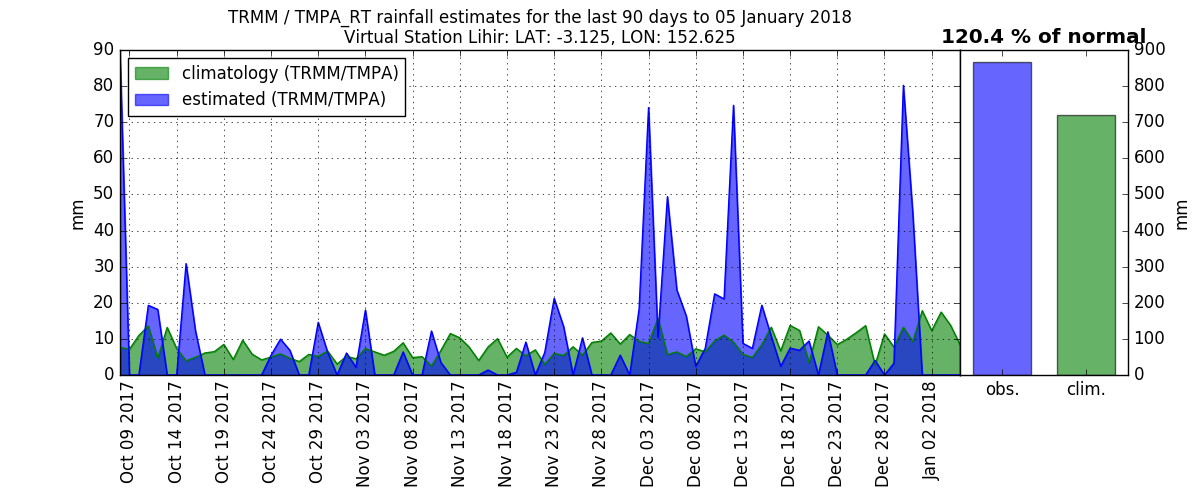 TRMM / TMPA_RT rainfall estimates for the last 90 days to 05 January 2018
Virtual Station Lihir: LAT: -3.125, LON: 152.625
120.4 % of normal
climatology (TRMM/TMPA)
estimated (TRMM/TMPA)
90
80
70
60
50
40
30
20
10
0
mm
Oct 09 2017
Oct 14 2017
Oct 19 2017
Oct 24 2017
Oct 29 2017
Nov 03 2017
Nov 08 2017
Nov 13 2017
Nov 18 2017
Nov 23 2017
Nov 28 2017
Dec 03 2017
Dec 08 2017
Dec 13 2017
Dec 18 2017
Dec 23 2017
Dec 28 2017
Jan 02 2018
obs.
clim.
900
800
700
600
500
400
300
200
100
0
mm